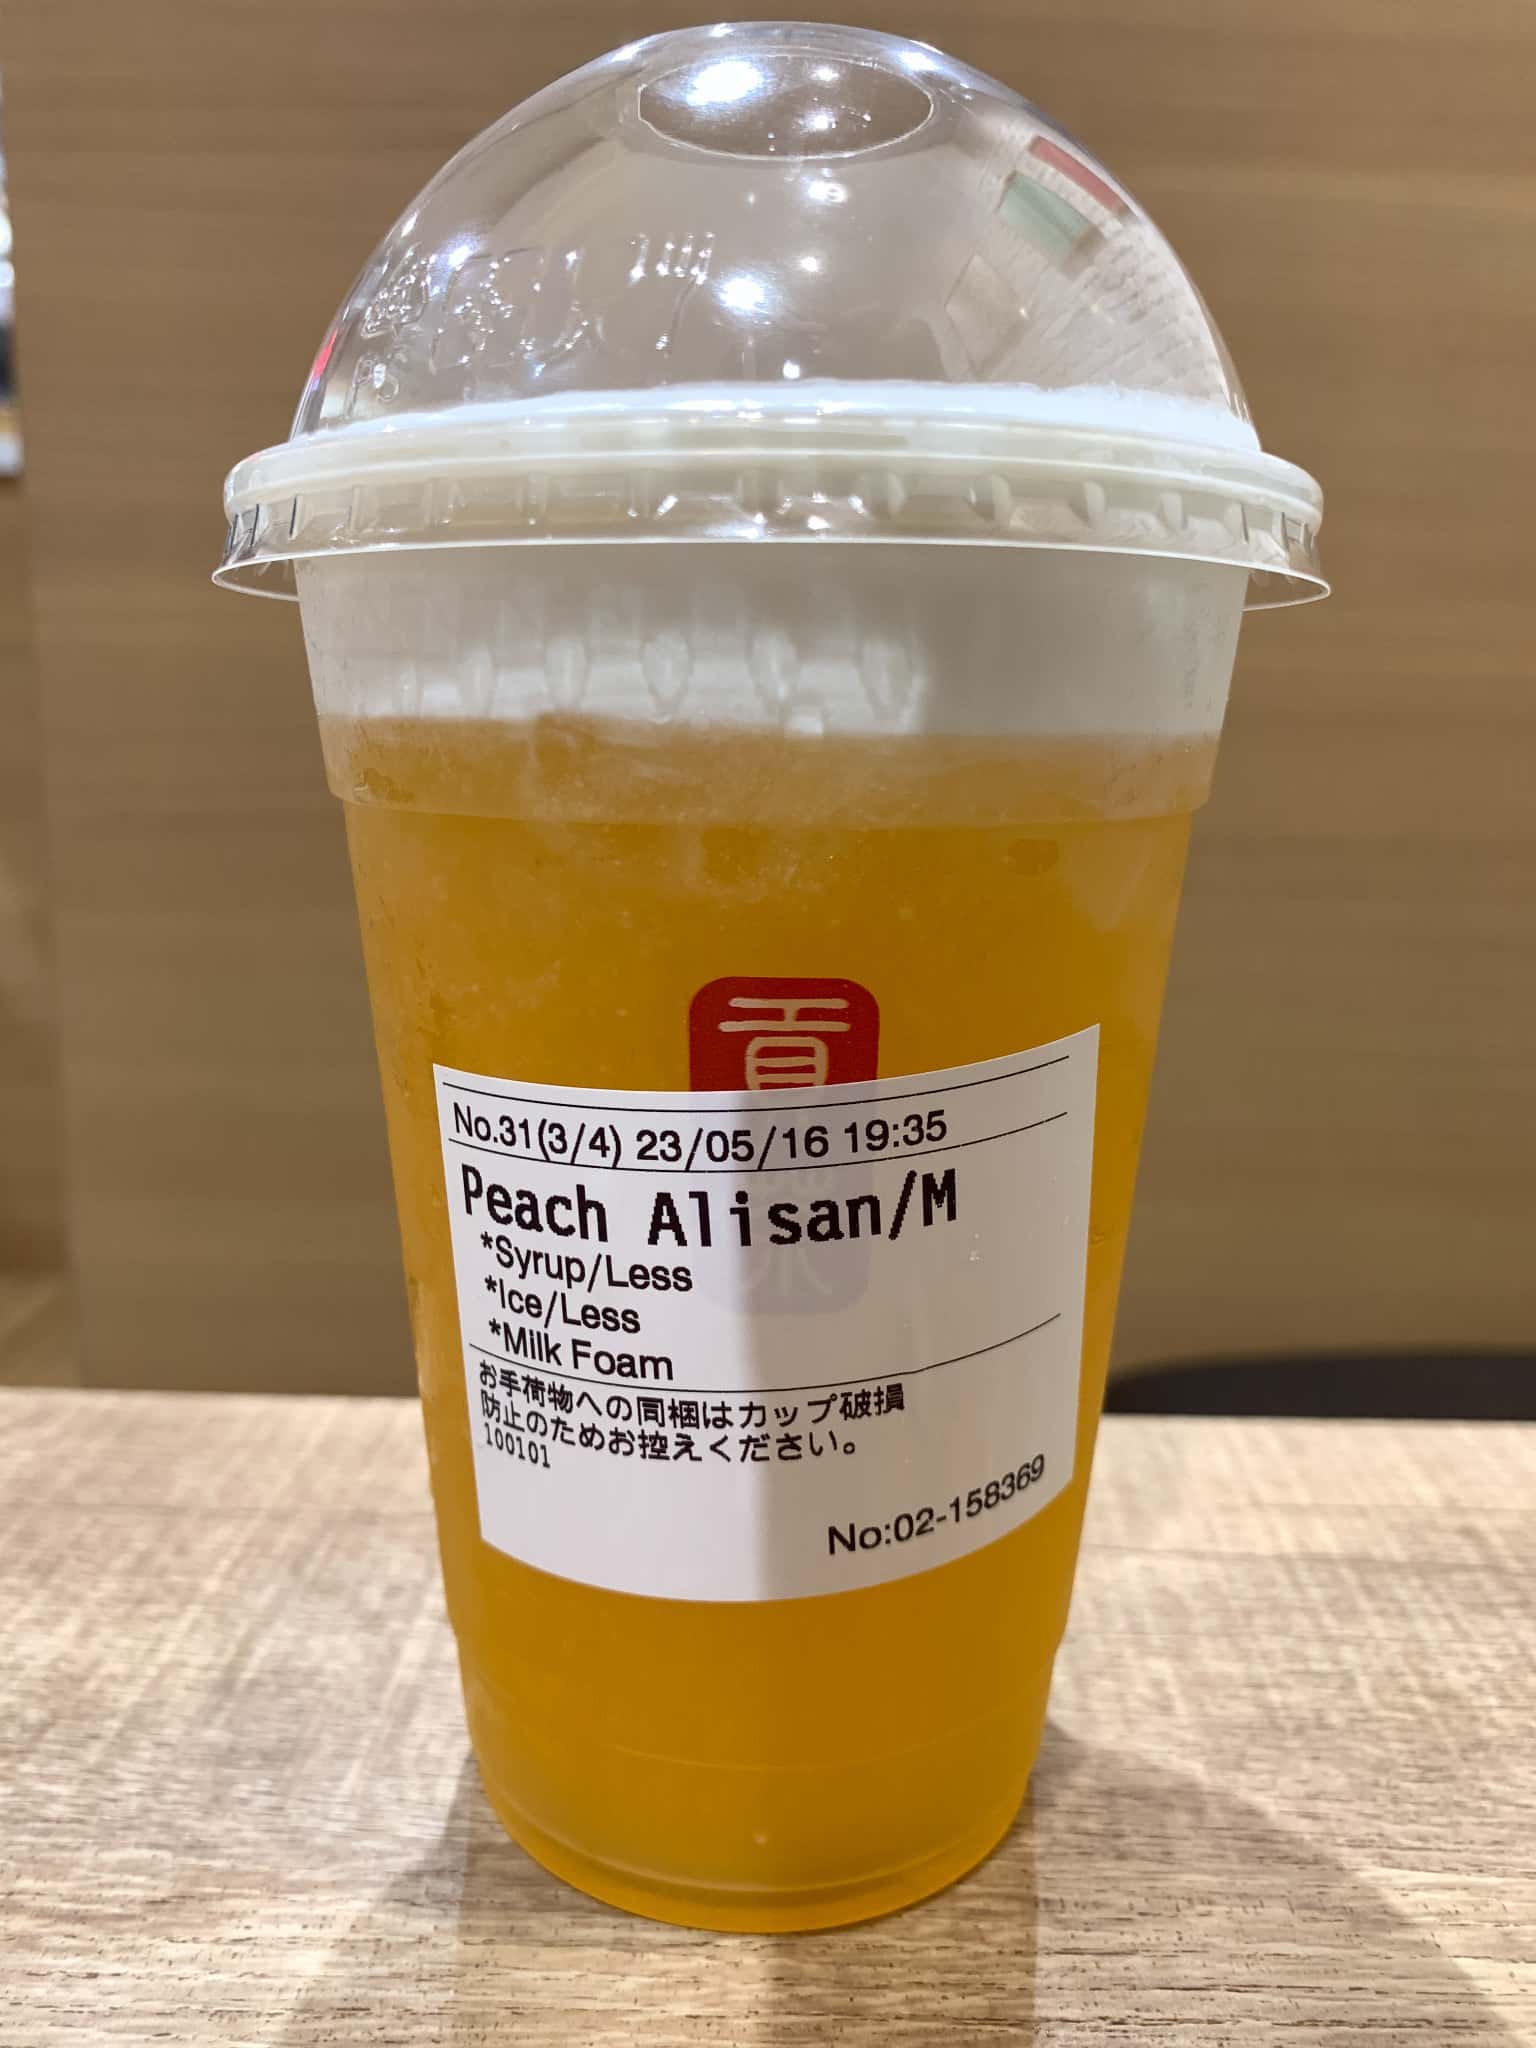 貢
No.31(3/4) 23/05/16 19:35
Peach Alisan/M
*Syrup/Less
*Ice/Less
*Milk Foam
お手荷物への同梱はカップ破損
防止のためお控えください。
100101
No:02-158369